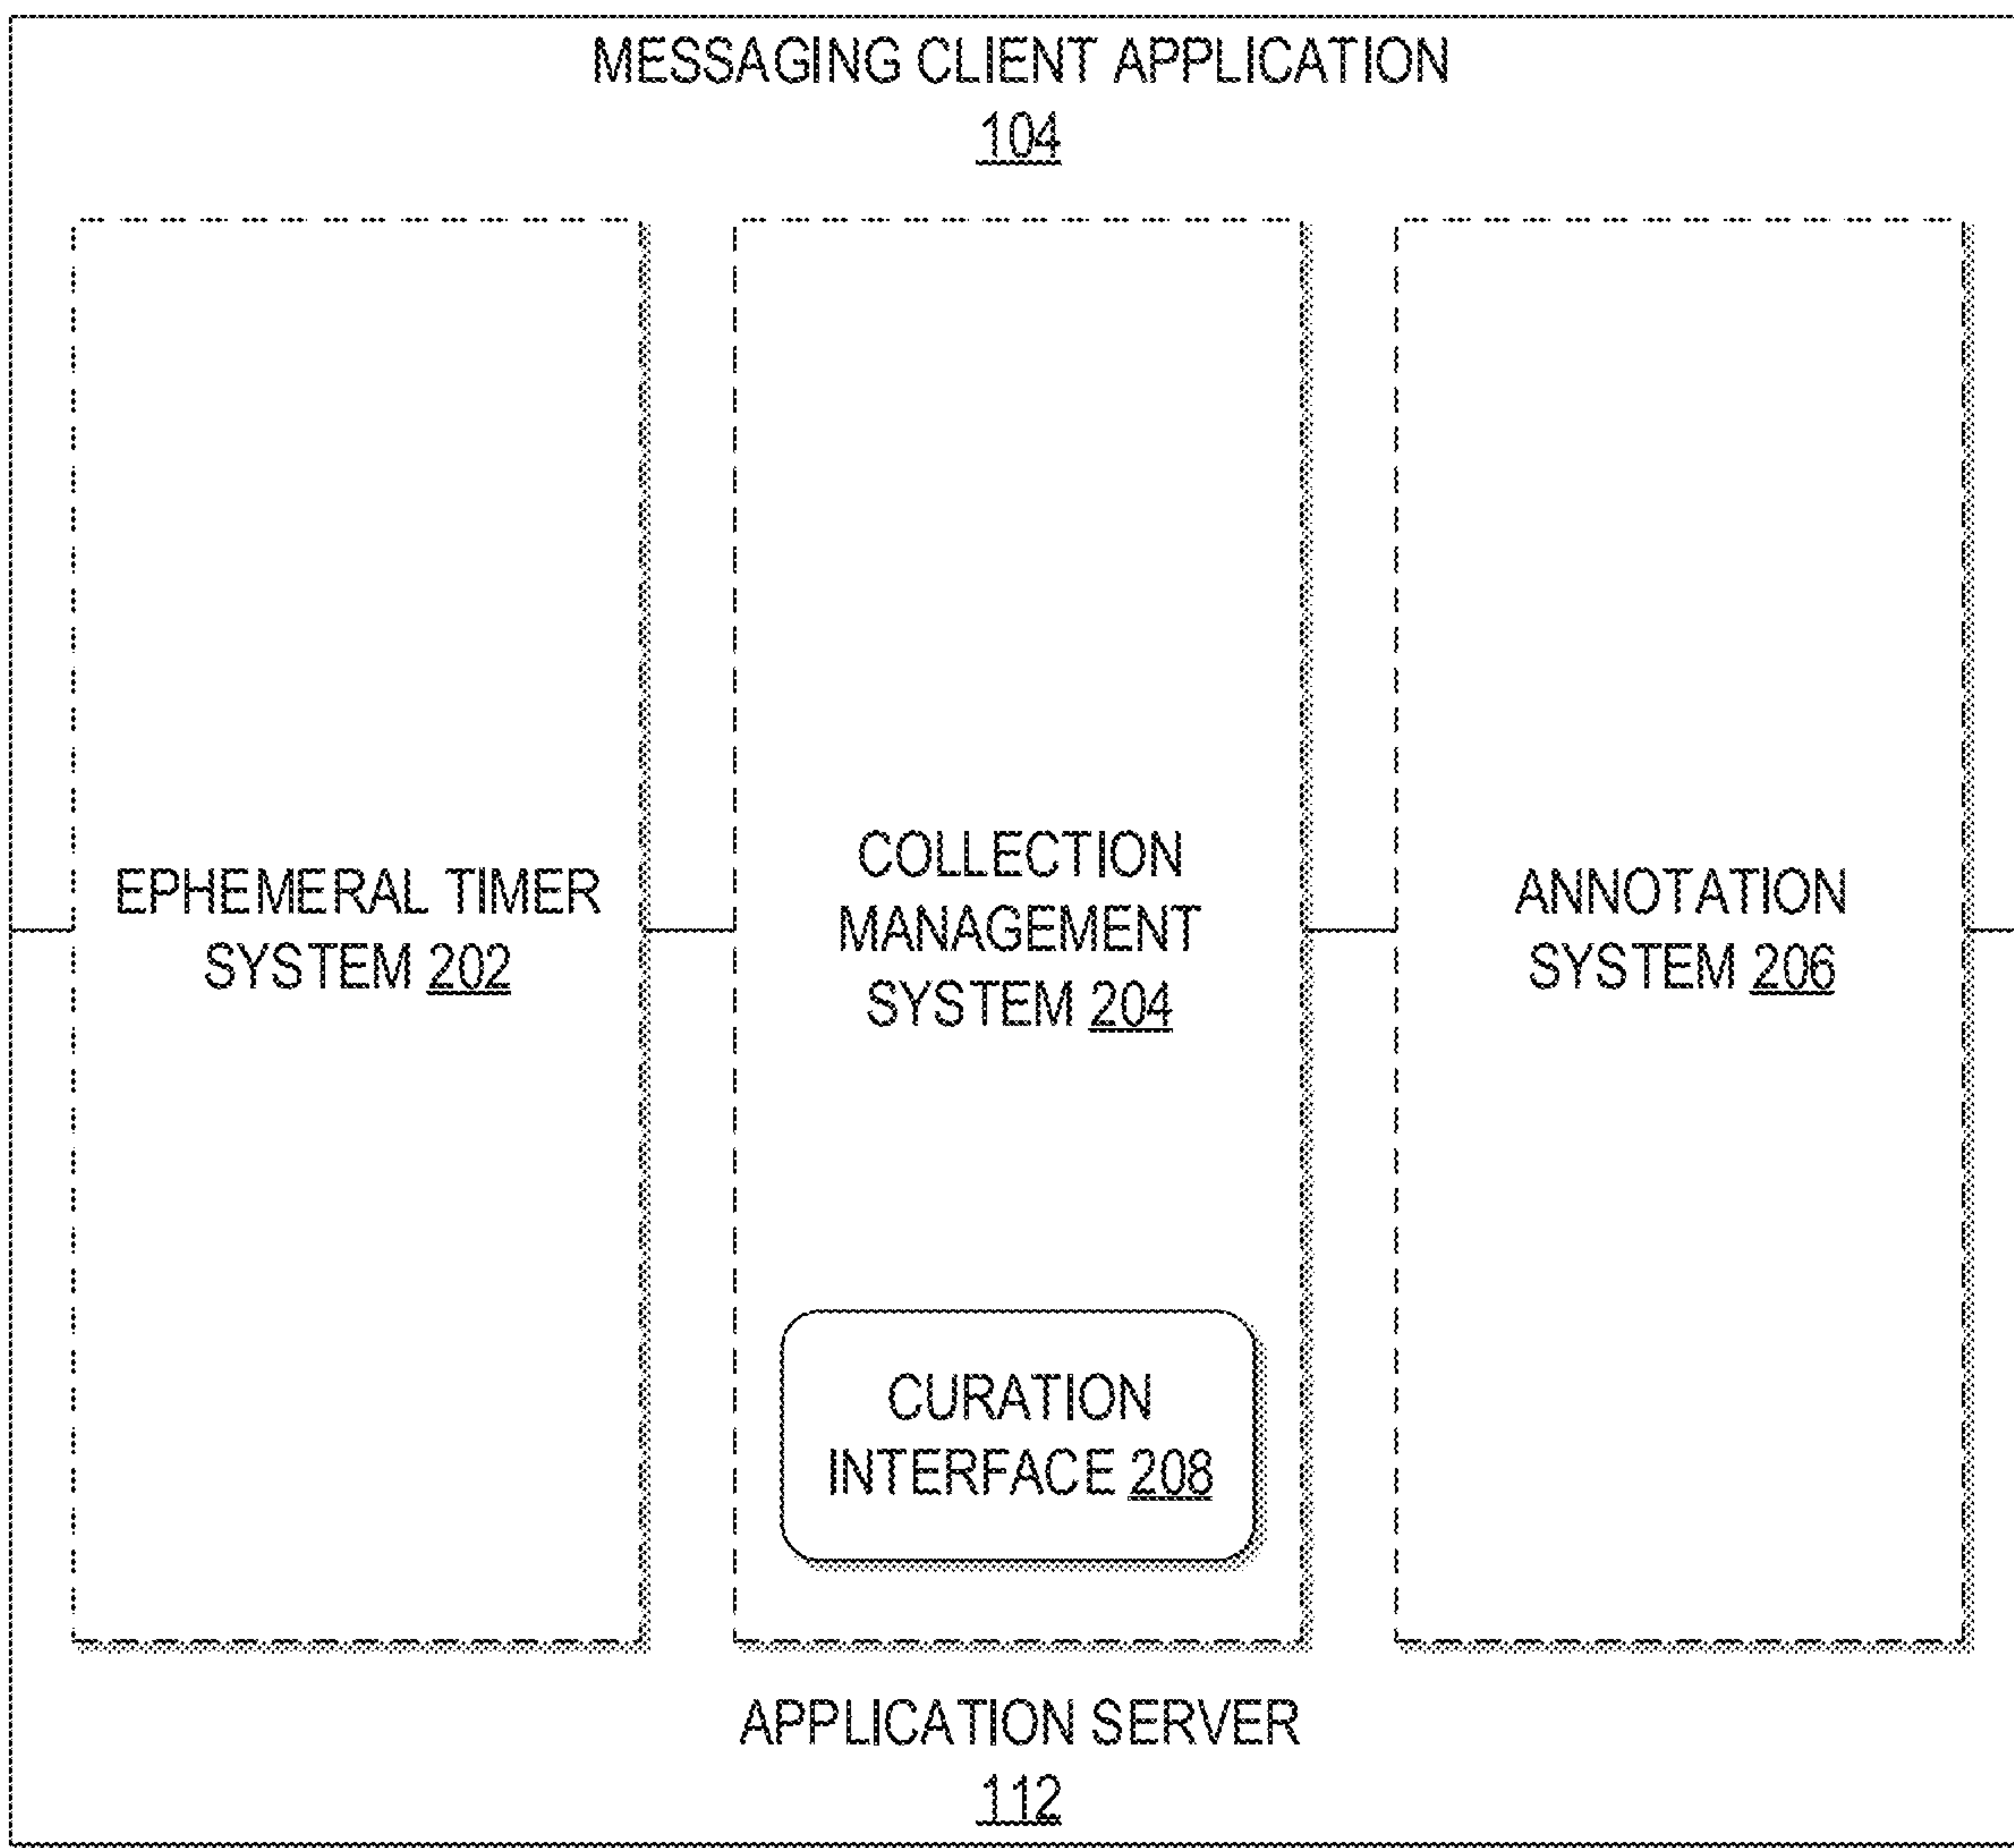 MESSAGING CLIENT APPLICATION
104
EPHEMERAL TIMER
SYSTEM 202
COLLECTION
MANAGEMENT
SYSTEM 204
CURATION
INTERFACE 208
ANNOTATION
SYSTEM 206
APPLICATION SERVER
112